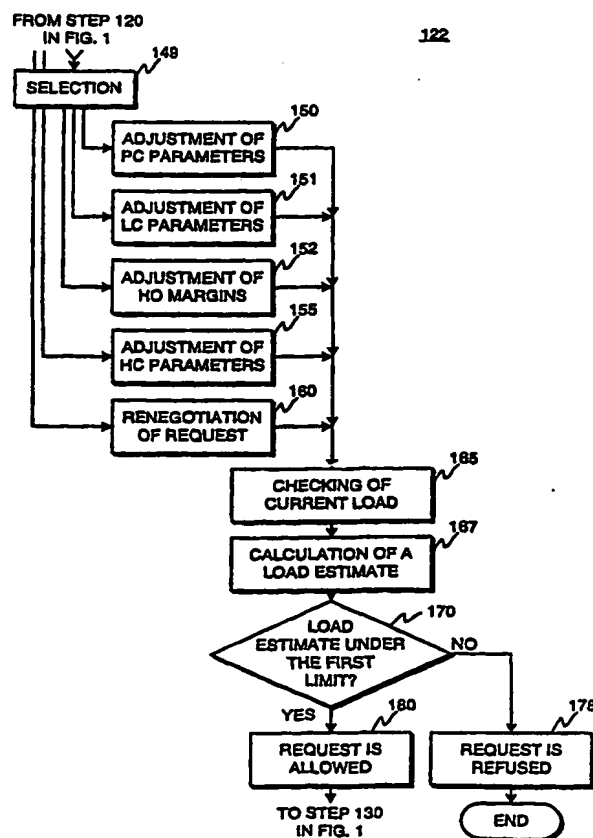 FROM STEP 120
IN FIG. 1
122
149
SELECTION
150
ADJUSTMENT OF
PC PARAMETERS
151
ADJUSTMENT OF
LC PARAMETERS
152
ADJUSTMENT OF
HO MARGINS
155
ADJUSTMENT OF
HC PARAMETERS
160
RENEGOTIATION
OF REQUEST
165
CHECKING OF
CURRENT LOAD
167
CALCULATION OF A
LOAD ESTIMATE
170
LOAD
ESTIMATE UNDER
THE FIRST
LIMIT?
NO
YES
180
REQUEST IS
ALLOWED
178
REQUEST IS
REFUSED
TO STEP 130
IN FIG. 1
END